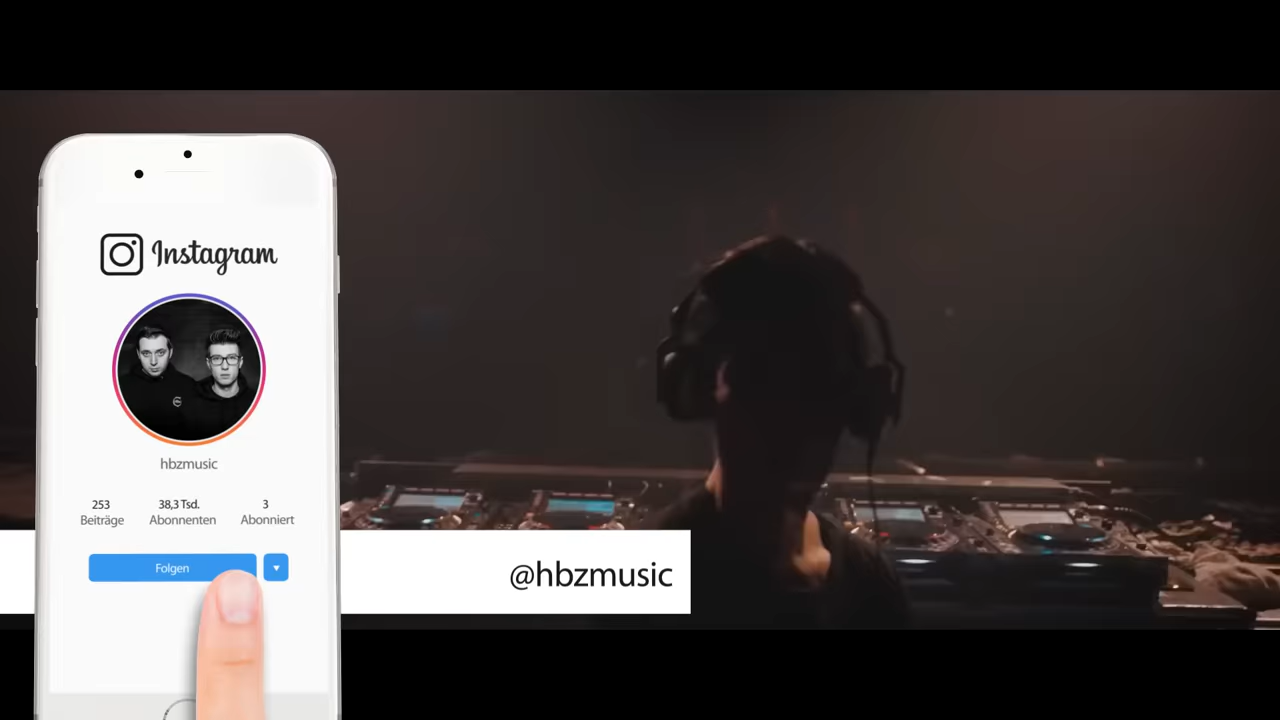 Instagram
hbzmusic
253 38,3 Tsd. 3
Beiträge Abonnenten Abonniert
Folgen
@hbzmusic